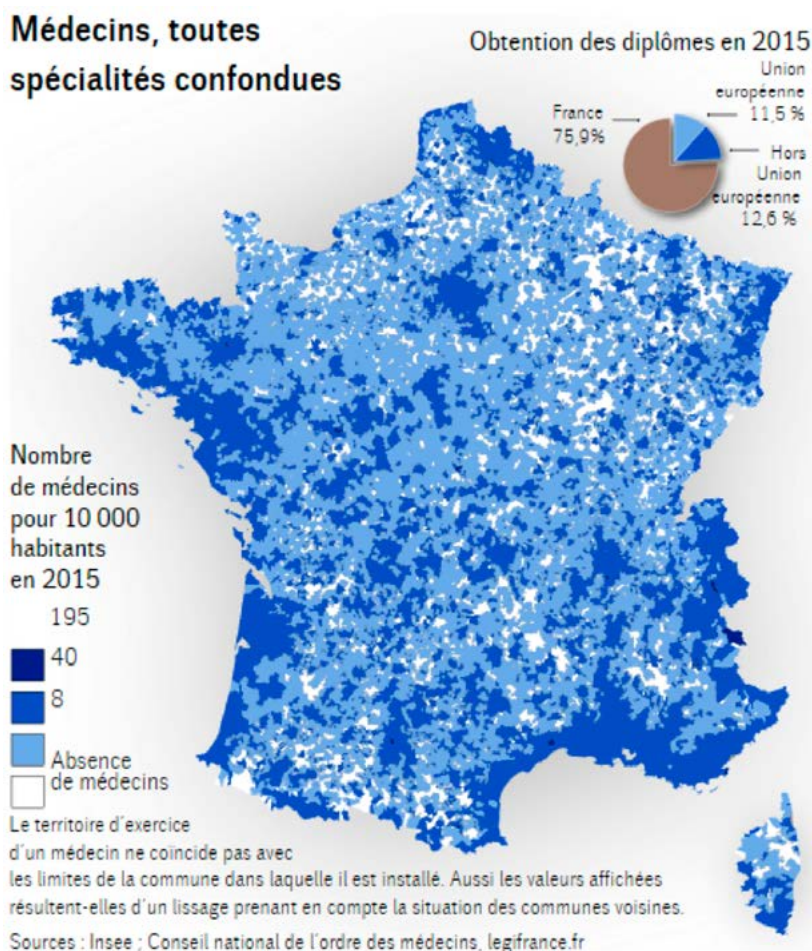 Médecins, toutes
spécialités confondues
Obtention des diplômes en 2015
Union
européenne
11,5 %
France
75,9%
Hors
Union
européenne
12,6 %
Nombre
de médecins
pour 10 000
habitants
en 2015
195
40
8
Absence
de médecins
Le territoire d'exercice
d'un médecin ne coïncide pas avec
les limites de la commune dans laquelle il est installé. Aussi les valeurs affichées
résultent-elles d'un lissage prenant en compte la situation des communes voisines.
Sources : Insee ; Conseil national de l'ordre des médecins, legifrance.fr